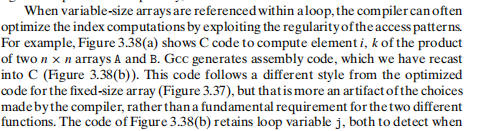 When variable-size arrays are referenced within a loop, the compiler can often
optimize the index computations by exploiting the regularity of the access patterns.
For example, Figure 3.38(a) shows C code to compute element i, k of the product
of two n × n arrays A and B. GCC generates assembly code, which we have recast
into C (Figure 3.38(b)). This code follows a different style from the optimized
code for the fixed-size array (Figure 3.37), but that is more an artifact of the choices
made by the compiler, rather than a fundamental requirement for the two different
functions. The code of Figure 3.38(b) retains loop variable j, both to detect when